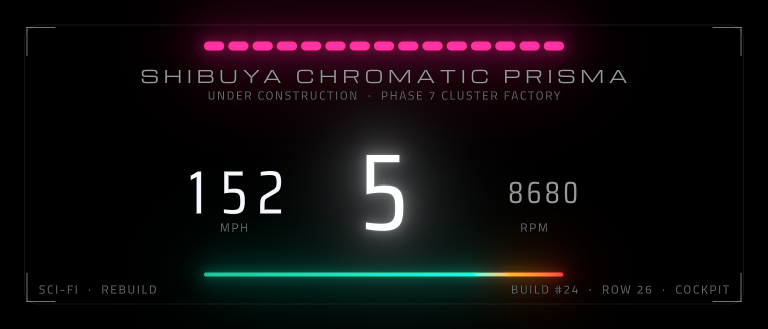 SHIBUYA CHROMATIC PRISMA
UNDER CONSTRUCTION · PHASE 7 CLUSTER FACTORY
152
MPH
5
8680
RPM
SCI-FI · REBUILD
BUILD #24 · ROW 26 · COCKPIT